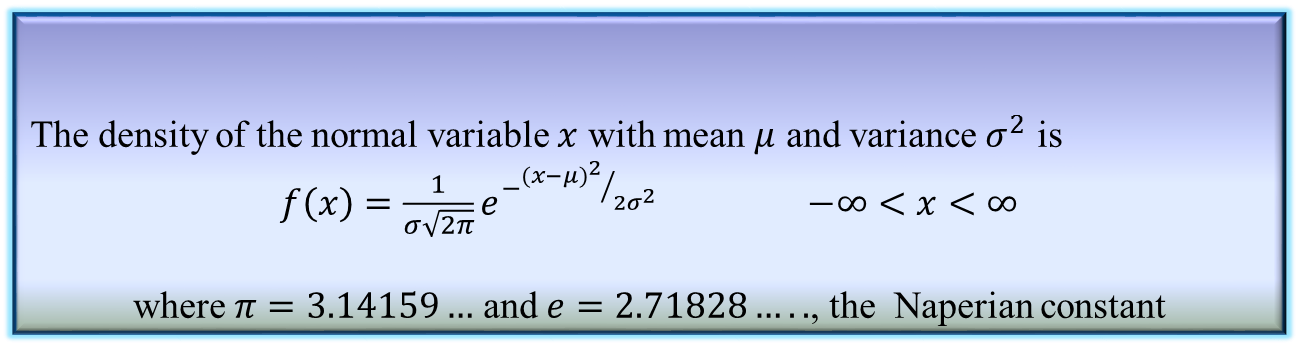 The density of the normal variable x with mean μ and variance σ² is
f(x) = 1/(σ√2π) e^(−(x−μ)²/2σ²) −∞ < x < ∞
where π = 3.14159 ... and e = 2.71828 ... . ., the Naperian constant